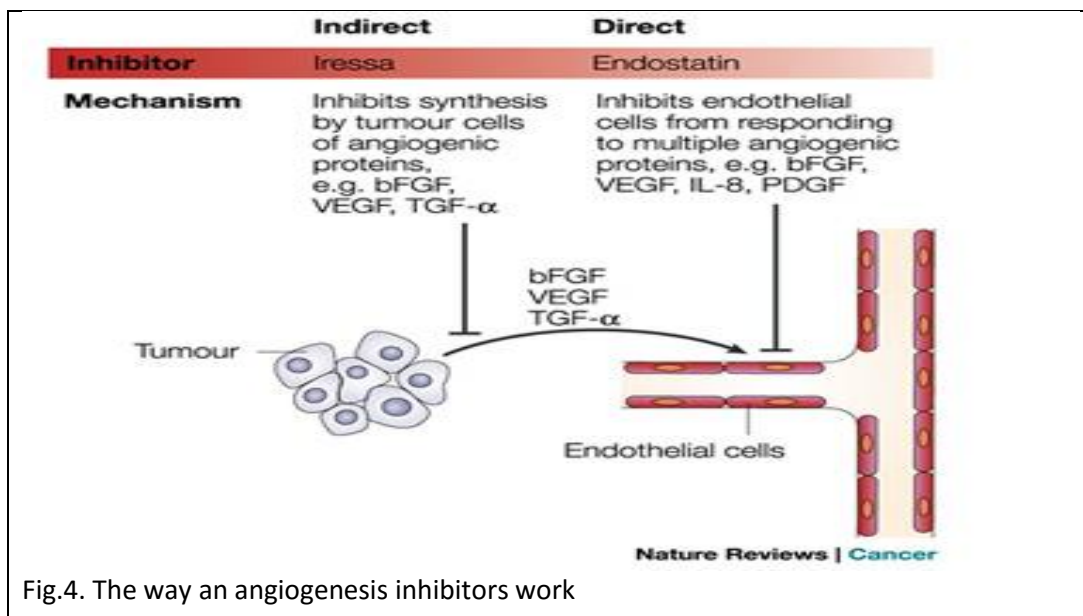 Indirect Direct
Inhibitor Iressa Endostatin
Mechanism
Inhibits synthesis
by tumour cells
of angiogenic
proteins,
e.g. bFGF,
VEGF, TGF-α
Inhibits endothelial
cells from responding
to multiple angiogenic
proteins, e.g. bFGF,
VEGF, IL-8, PDGF
bFGF
VEGF
TGF-α
Tumour
Endothelial cells
Nature Reviews | Cancer
Fig.4. The way an angiogenesis inhibitors work